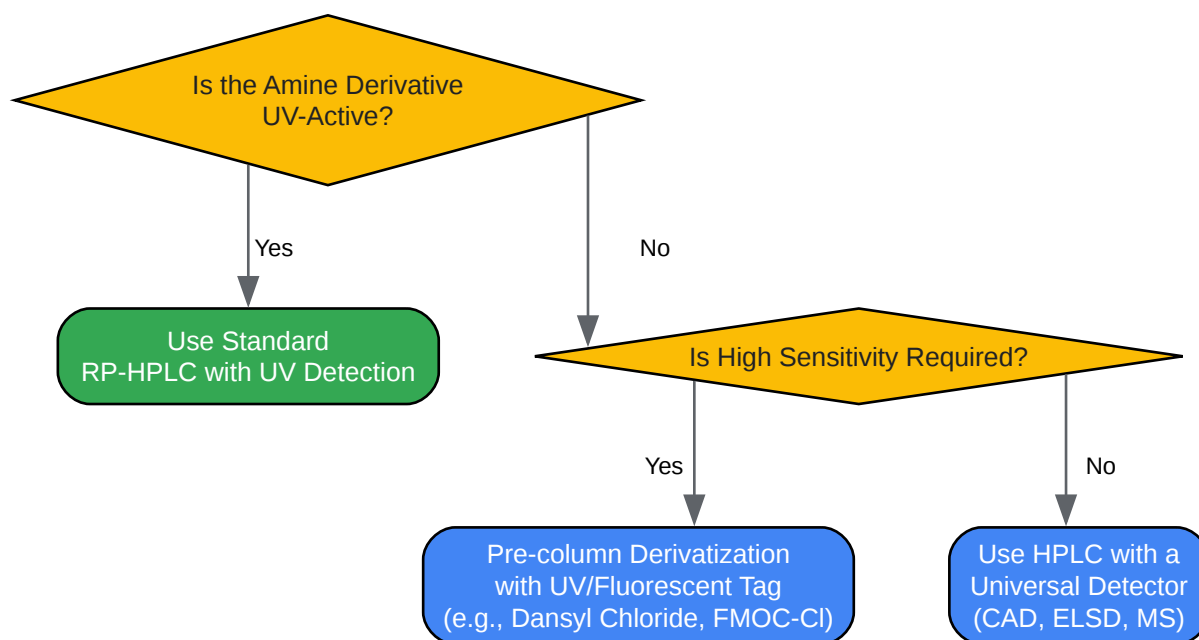 Is the Amine Derivative
UV-Active?
Yes
No
Use Standard
RP-HPLC with UV Detection
Is High Sensitivity Required?
Yes
No
Pre-column Derivatization
with UV/Fluorescent Tag
(e.g., Dansyl Chloride, FMOC-Cl)
Use HPLC with a
Universal Detector
(CAD, ELSD, MS)